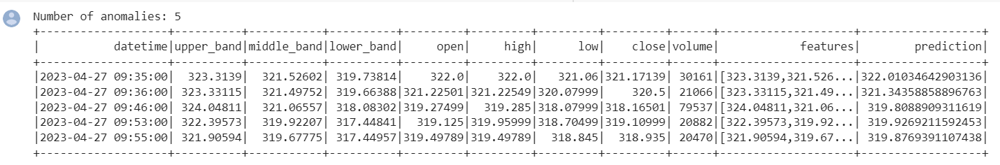 Number of anomalies: 5
+-------------------+----------+-----------+----------+---------+---------+---------+---------+------+--------------------+------------------+
|           datetime|upper_band|middle_band|lower_band|     open|     high|      low|    close|volume|            features|        prediction|
+-------------------+----------+-----------+----------+---------+---------+---------+---------+------+--------------------+------------------+
|2023-04-27 09:35:00|  323.3139|  321.52602| 319.73814|    322.0|    322.0|   321.06|321.17139| 30161|[323.3139,321.526...|322.01034642903136|
|2023-04-27 09:36:00| 323.33115|  321.49752| 319.66388|321.22501|321.22549|320.07999|    320.5| 21066|[323.33115,321.49...|321.34358858896763|
|2023-04-27 09:46:00| 324.04811|  321.06557| 318.08302|319.27499|  319.285|318.07999|318.16501| 79537|[324.04811,321.06...| 319.8088909311619|
|2023-04-27 09:53:00| 322.39573|  319.92207| 317.44841|  319.125|319.95999|318.70499|319.10999| 20882|[322.39573,319.92...| 319.9269211592453|
|2023-04-27 09:55:00| 321.90594|  319.67775| 317.44957|319.49789|319.49789|  318.845|  318.935| 20470|[321.90594,319.67...| 319.8769391107438|
+-------------------+----------+-----------+----------+---------+---------+---------+---------+------+--------------------+------------------+